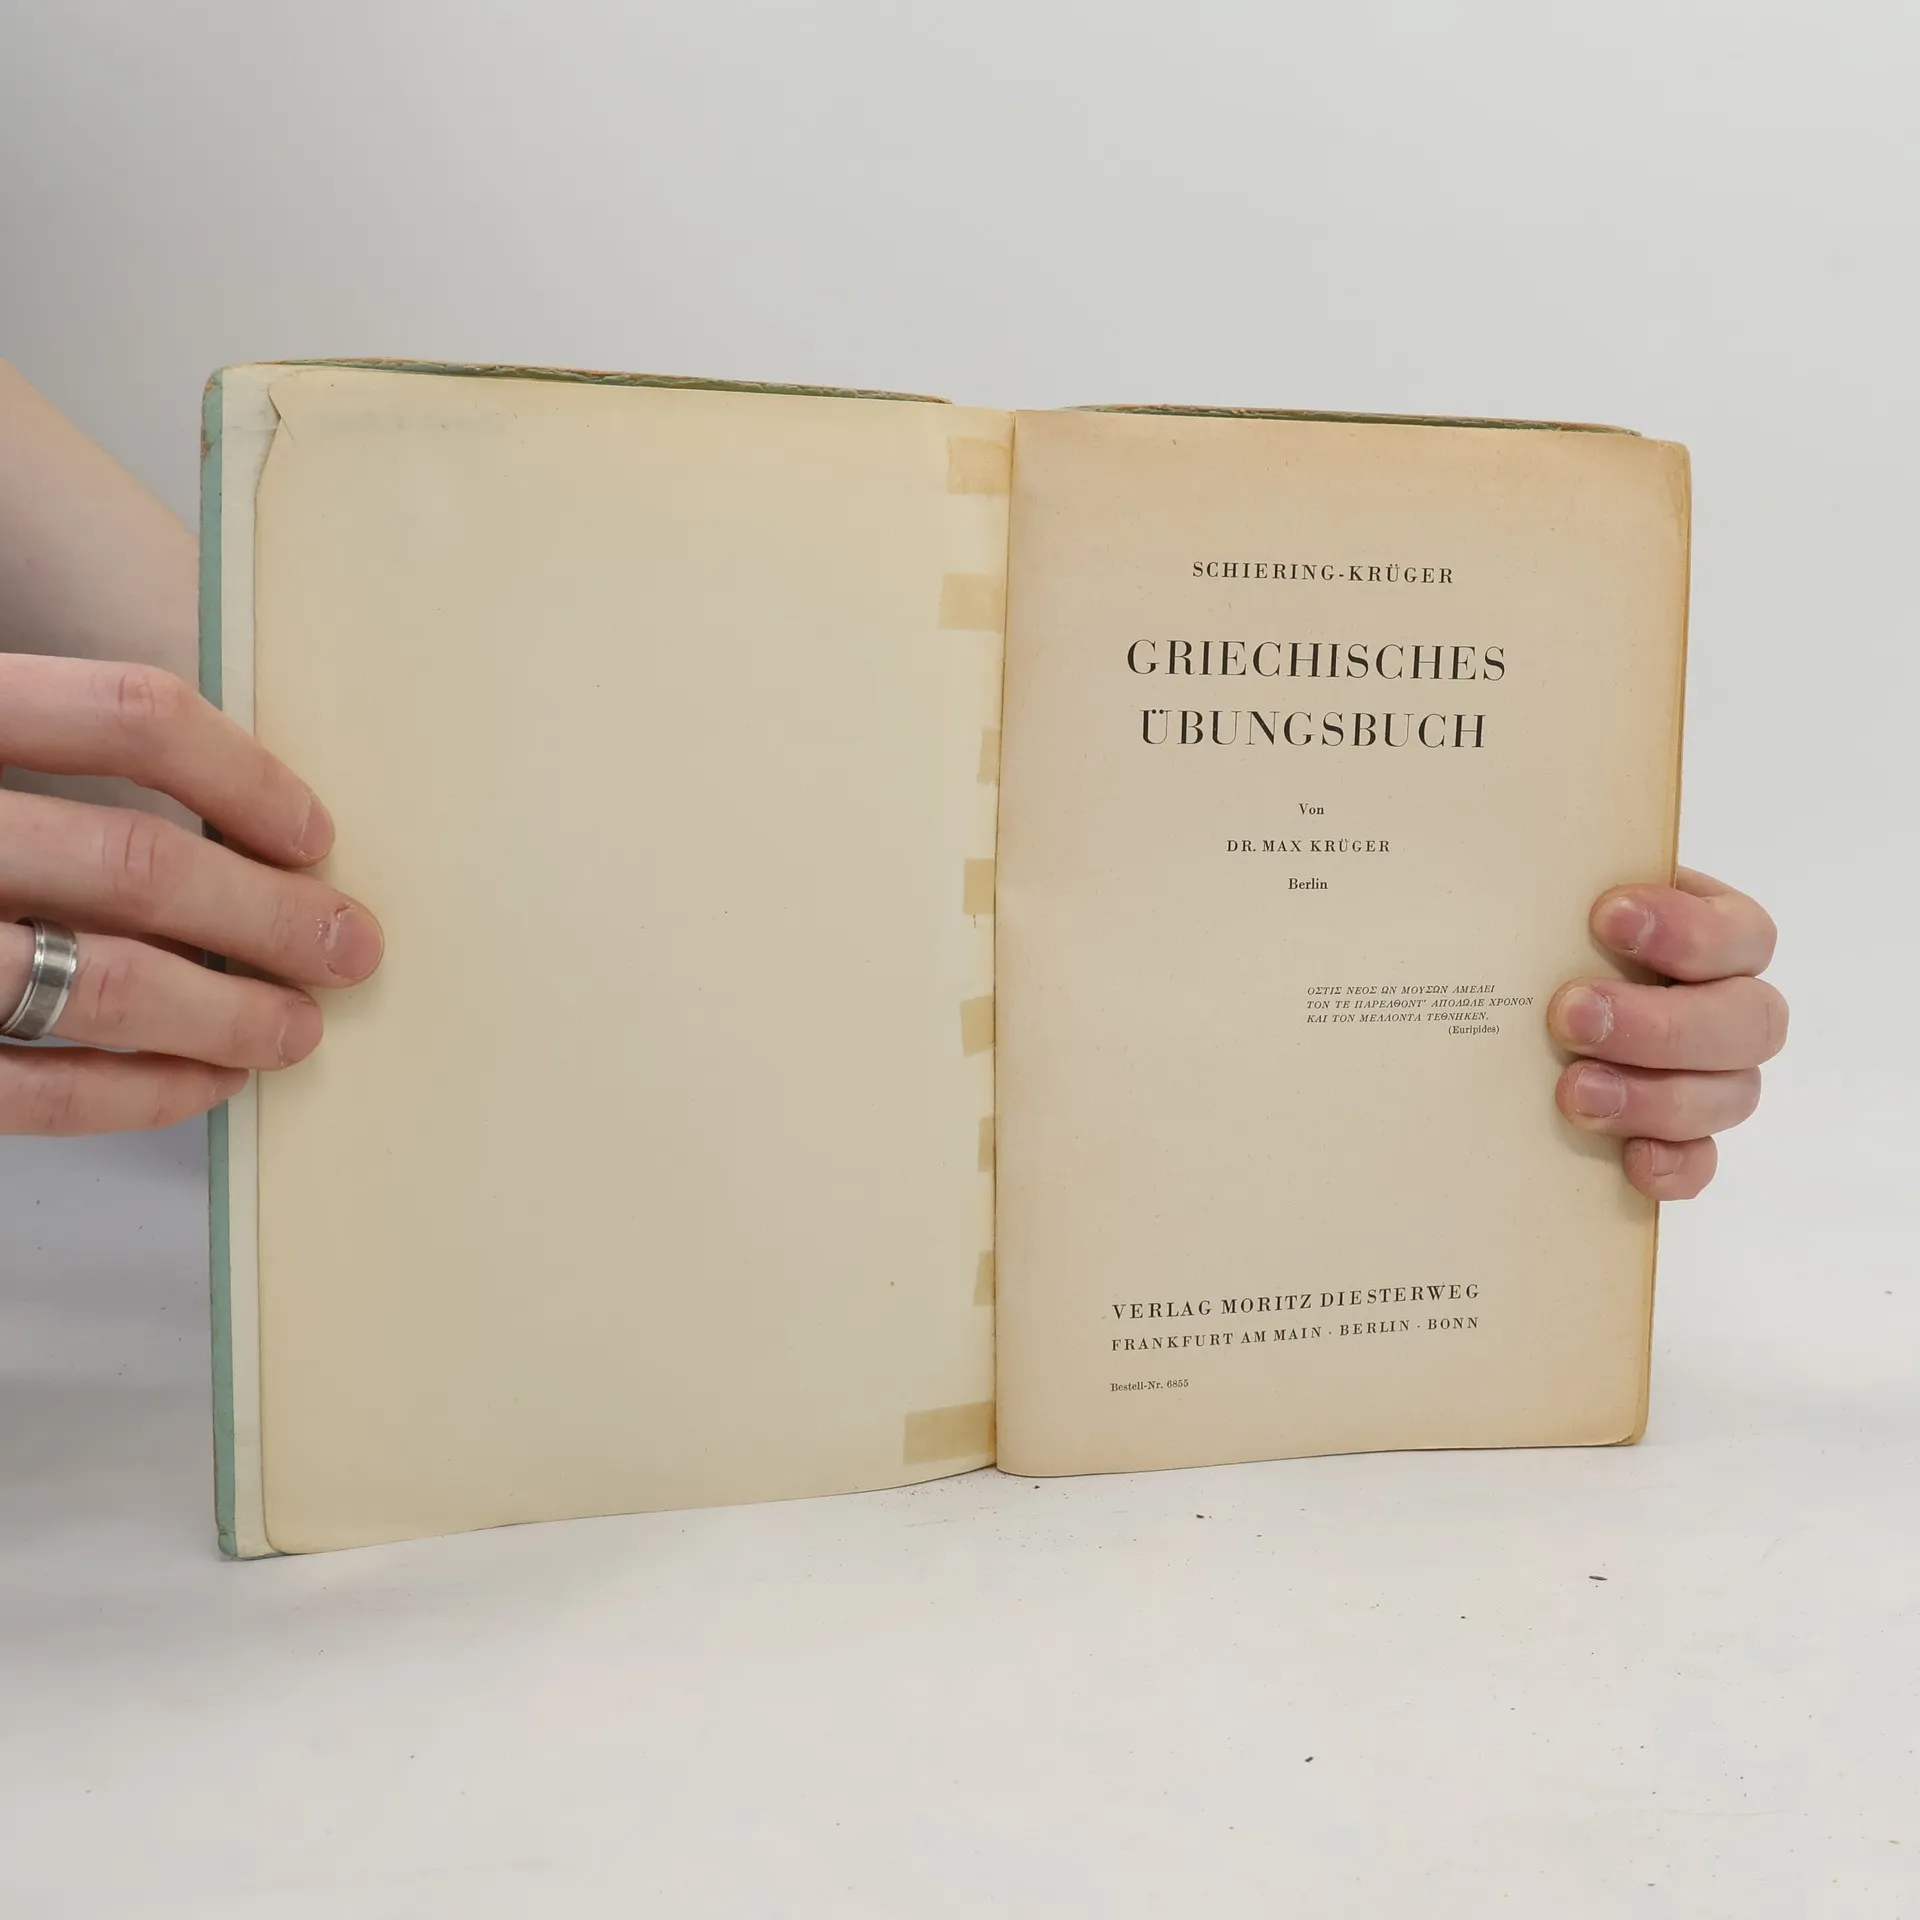 SCHIERING-KRÜGER
GRIECHISCHES
ÜBUNGSBUCH
Von
DR. MAX KRÜGER
Berlin
ΟΣΤΙΣ ΝΕΟΣ ΩΝ ΜΟΥΣΩΝ ΑΜΕΛΕΙ
ΤΟΝ ΤΕ ΠΑΡΕΛΘΟΝΤ' ΑΠΟΛΩΛΕ ΧΡΟΝΟΝ
ΚΑΙ ΤΟΝ ΜΕΛΛΟΝΤΑ ΤΕΘΝΗΚΕΝ.
(Euripides)
VERLAG MORITZ DIESTERWEG
FRANKFURT AM MAIN · BERLIN · BONN
Bestell-Nr. 6855